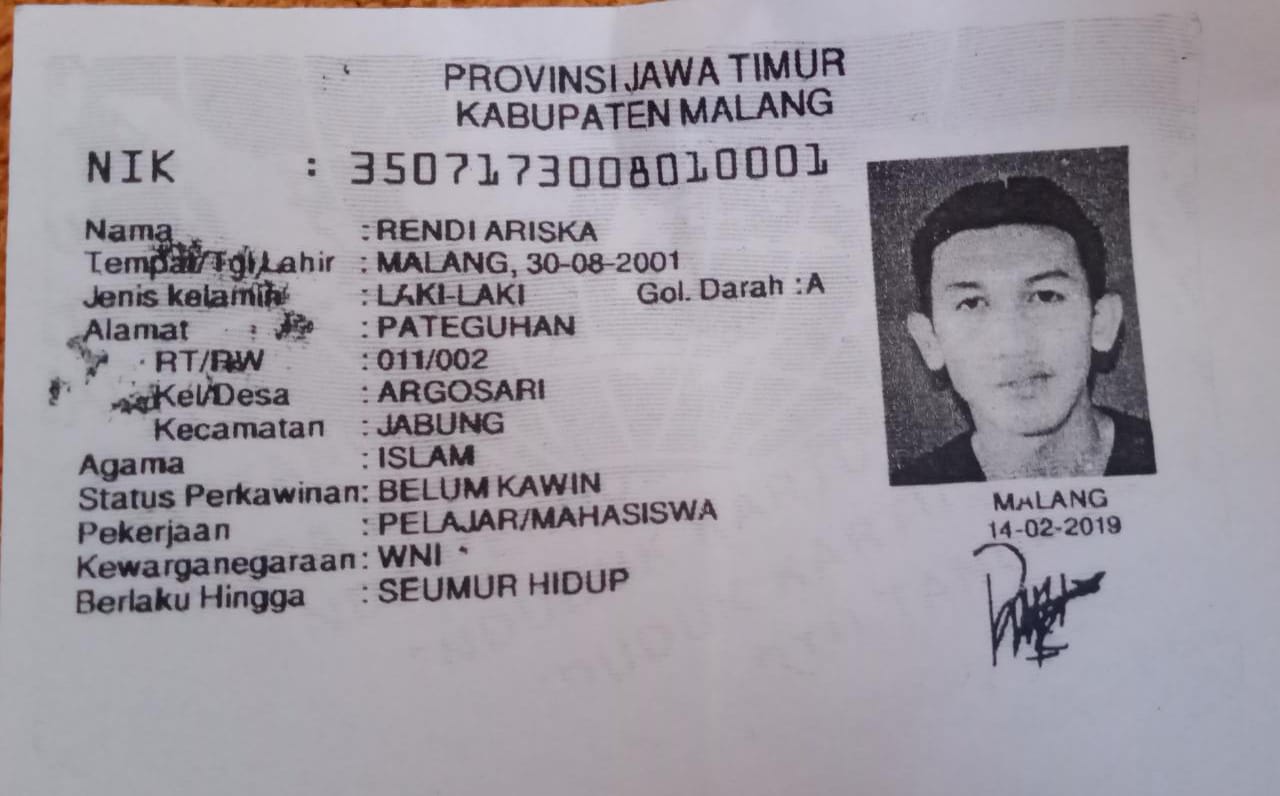 PROVINSI JAWA TIMUR
KABUPATEN MALANG
NIK : 3507173008010001
Nama : RENDI ARISKA
Tempat/Tgl Lahir : MALANG, 30-08-2001
Jenis kelamin : LAKI-LAKI Gol. Darah : A
Alamat : PATEGUHAN
RT/RW : 011/002
Kel/Desa : ARGOSARI
Kecamatan : JABUNG
Agama : ISLAM
Status Perkawinan: BELUM KAWIN
Pekerjaan : PELAJAR/MAHASISWA
Kewarganegaraan: WNI
Berlaku Hingga : SEUMUR HIDUP
MALANG
14-02-2019